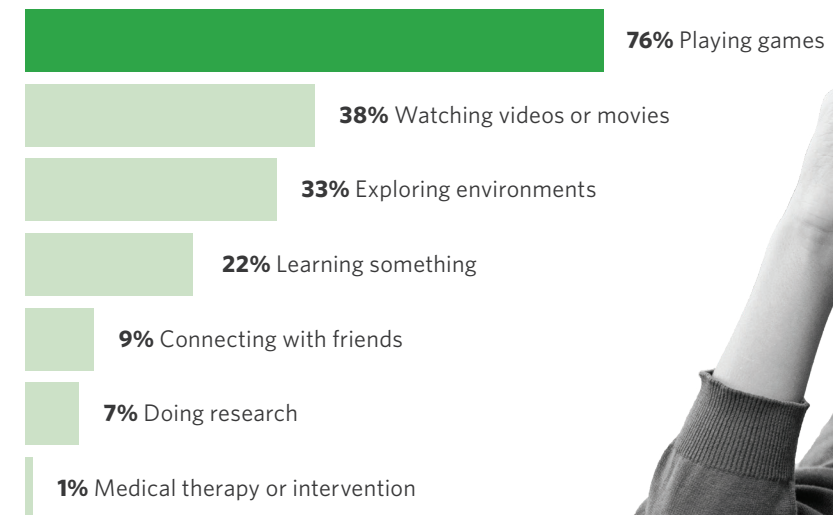 76% Playing games
38% Watching videos or movies
33% Exploring environments
22% Learning something
9% Connecting with friends
7% Doing research
1% Medical therapy or intervention